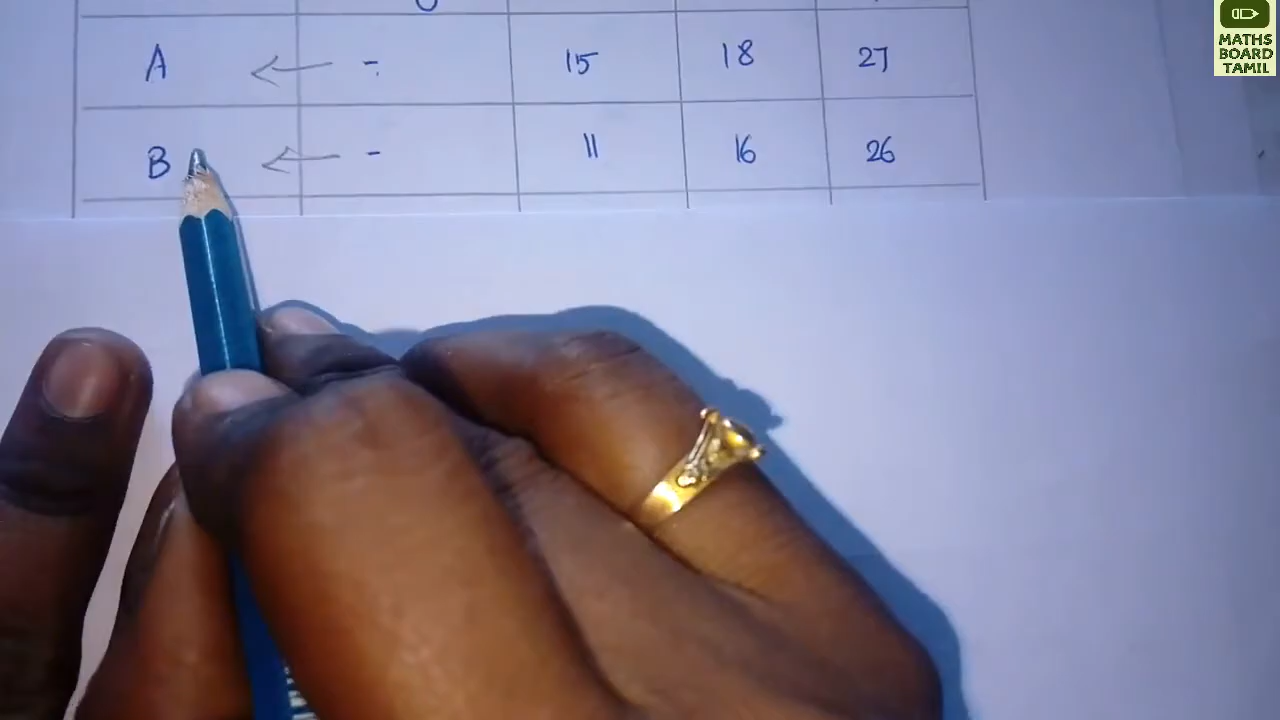 MATHS
BOARD
TAMIL
A ← - 15 18 27
B ← - 11 16 26